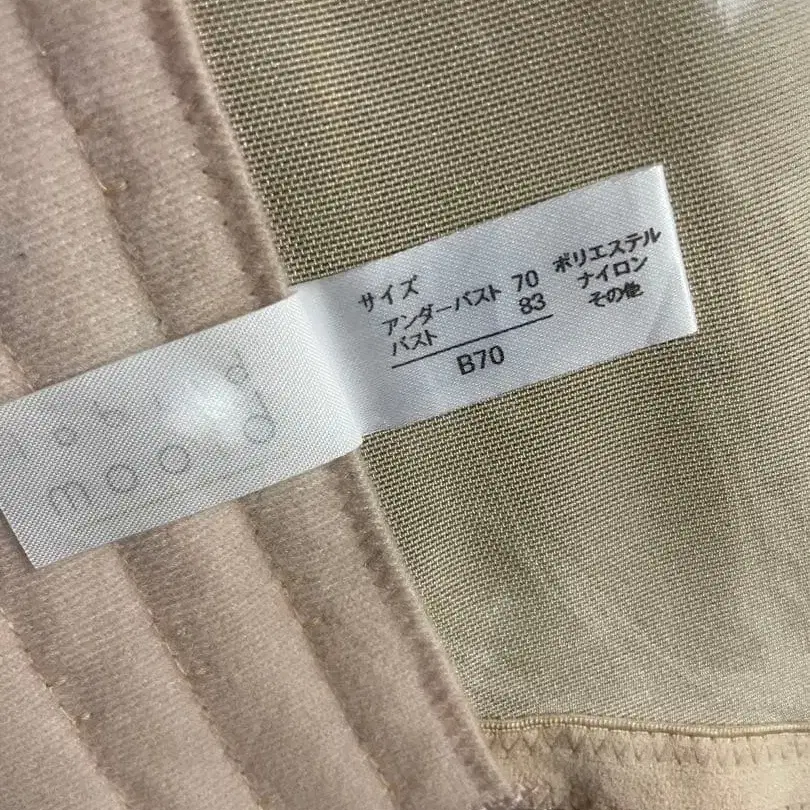 サイズ
アンダーバスト 70
バスト 83
B70
ポリエステル
ナイロン
その他
mood